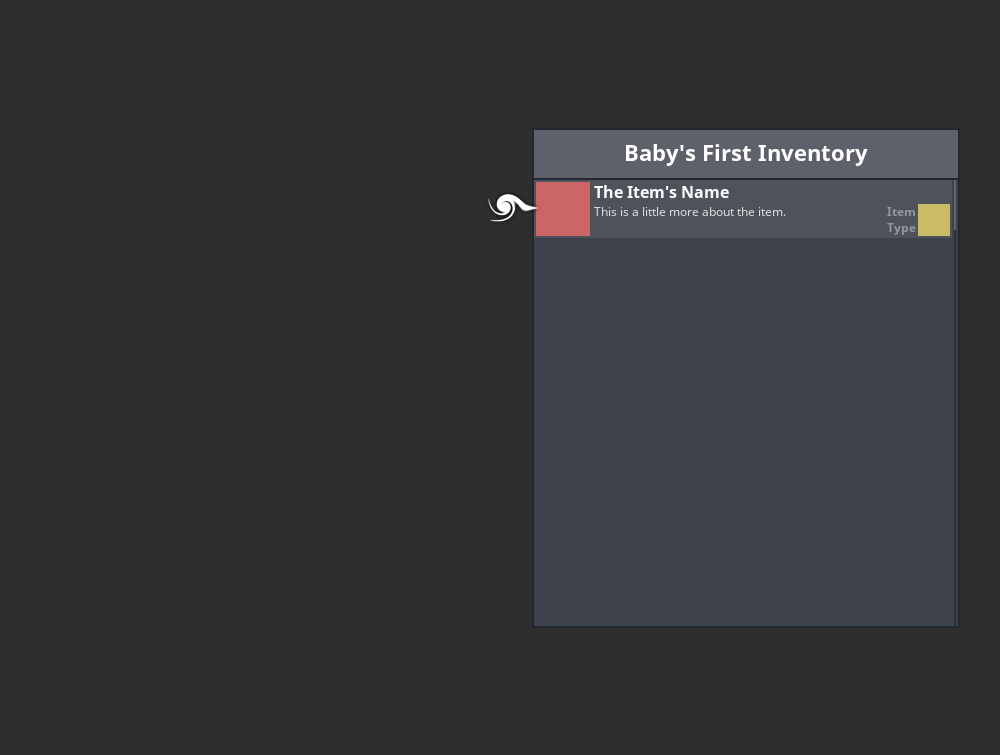 Baby's First Inventory
The Item's Name
This is a little more about the item.
Item
Type